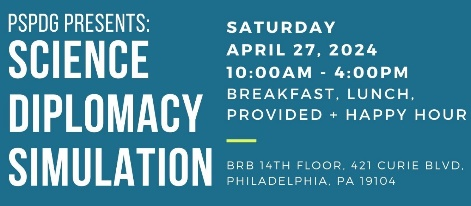 PSPDG PRESENTS:
SCIENCE
DIPLOMACY
SIMULATION
SATURDAY
APRIL 27, 2024
10:00AM - 4:00PM
BREAKFAST, LUNCH,
PROVIDED + HAPPY HOUR
BRB 14TH FLOOR, 421 CURIE BLVD,
PHILADELPHIA, PA 19104